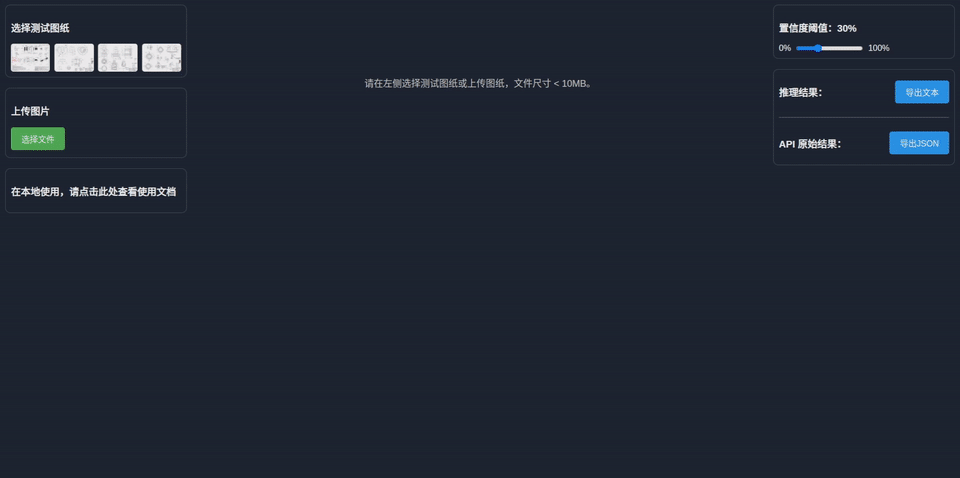 选择测试图纸
上传图片
选择文件
在本地使用，请点击此处查看使用文档
请在左侧选择测试图纸或上传图纸，文件尺寸 < 10MB。
置信度阈值：30%
0% 100%
推理结果：
导出文本
API 原始结果：
导出JSON